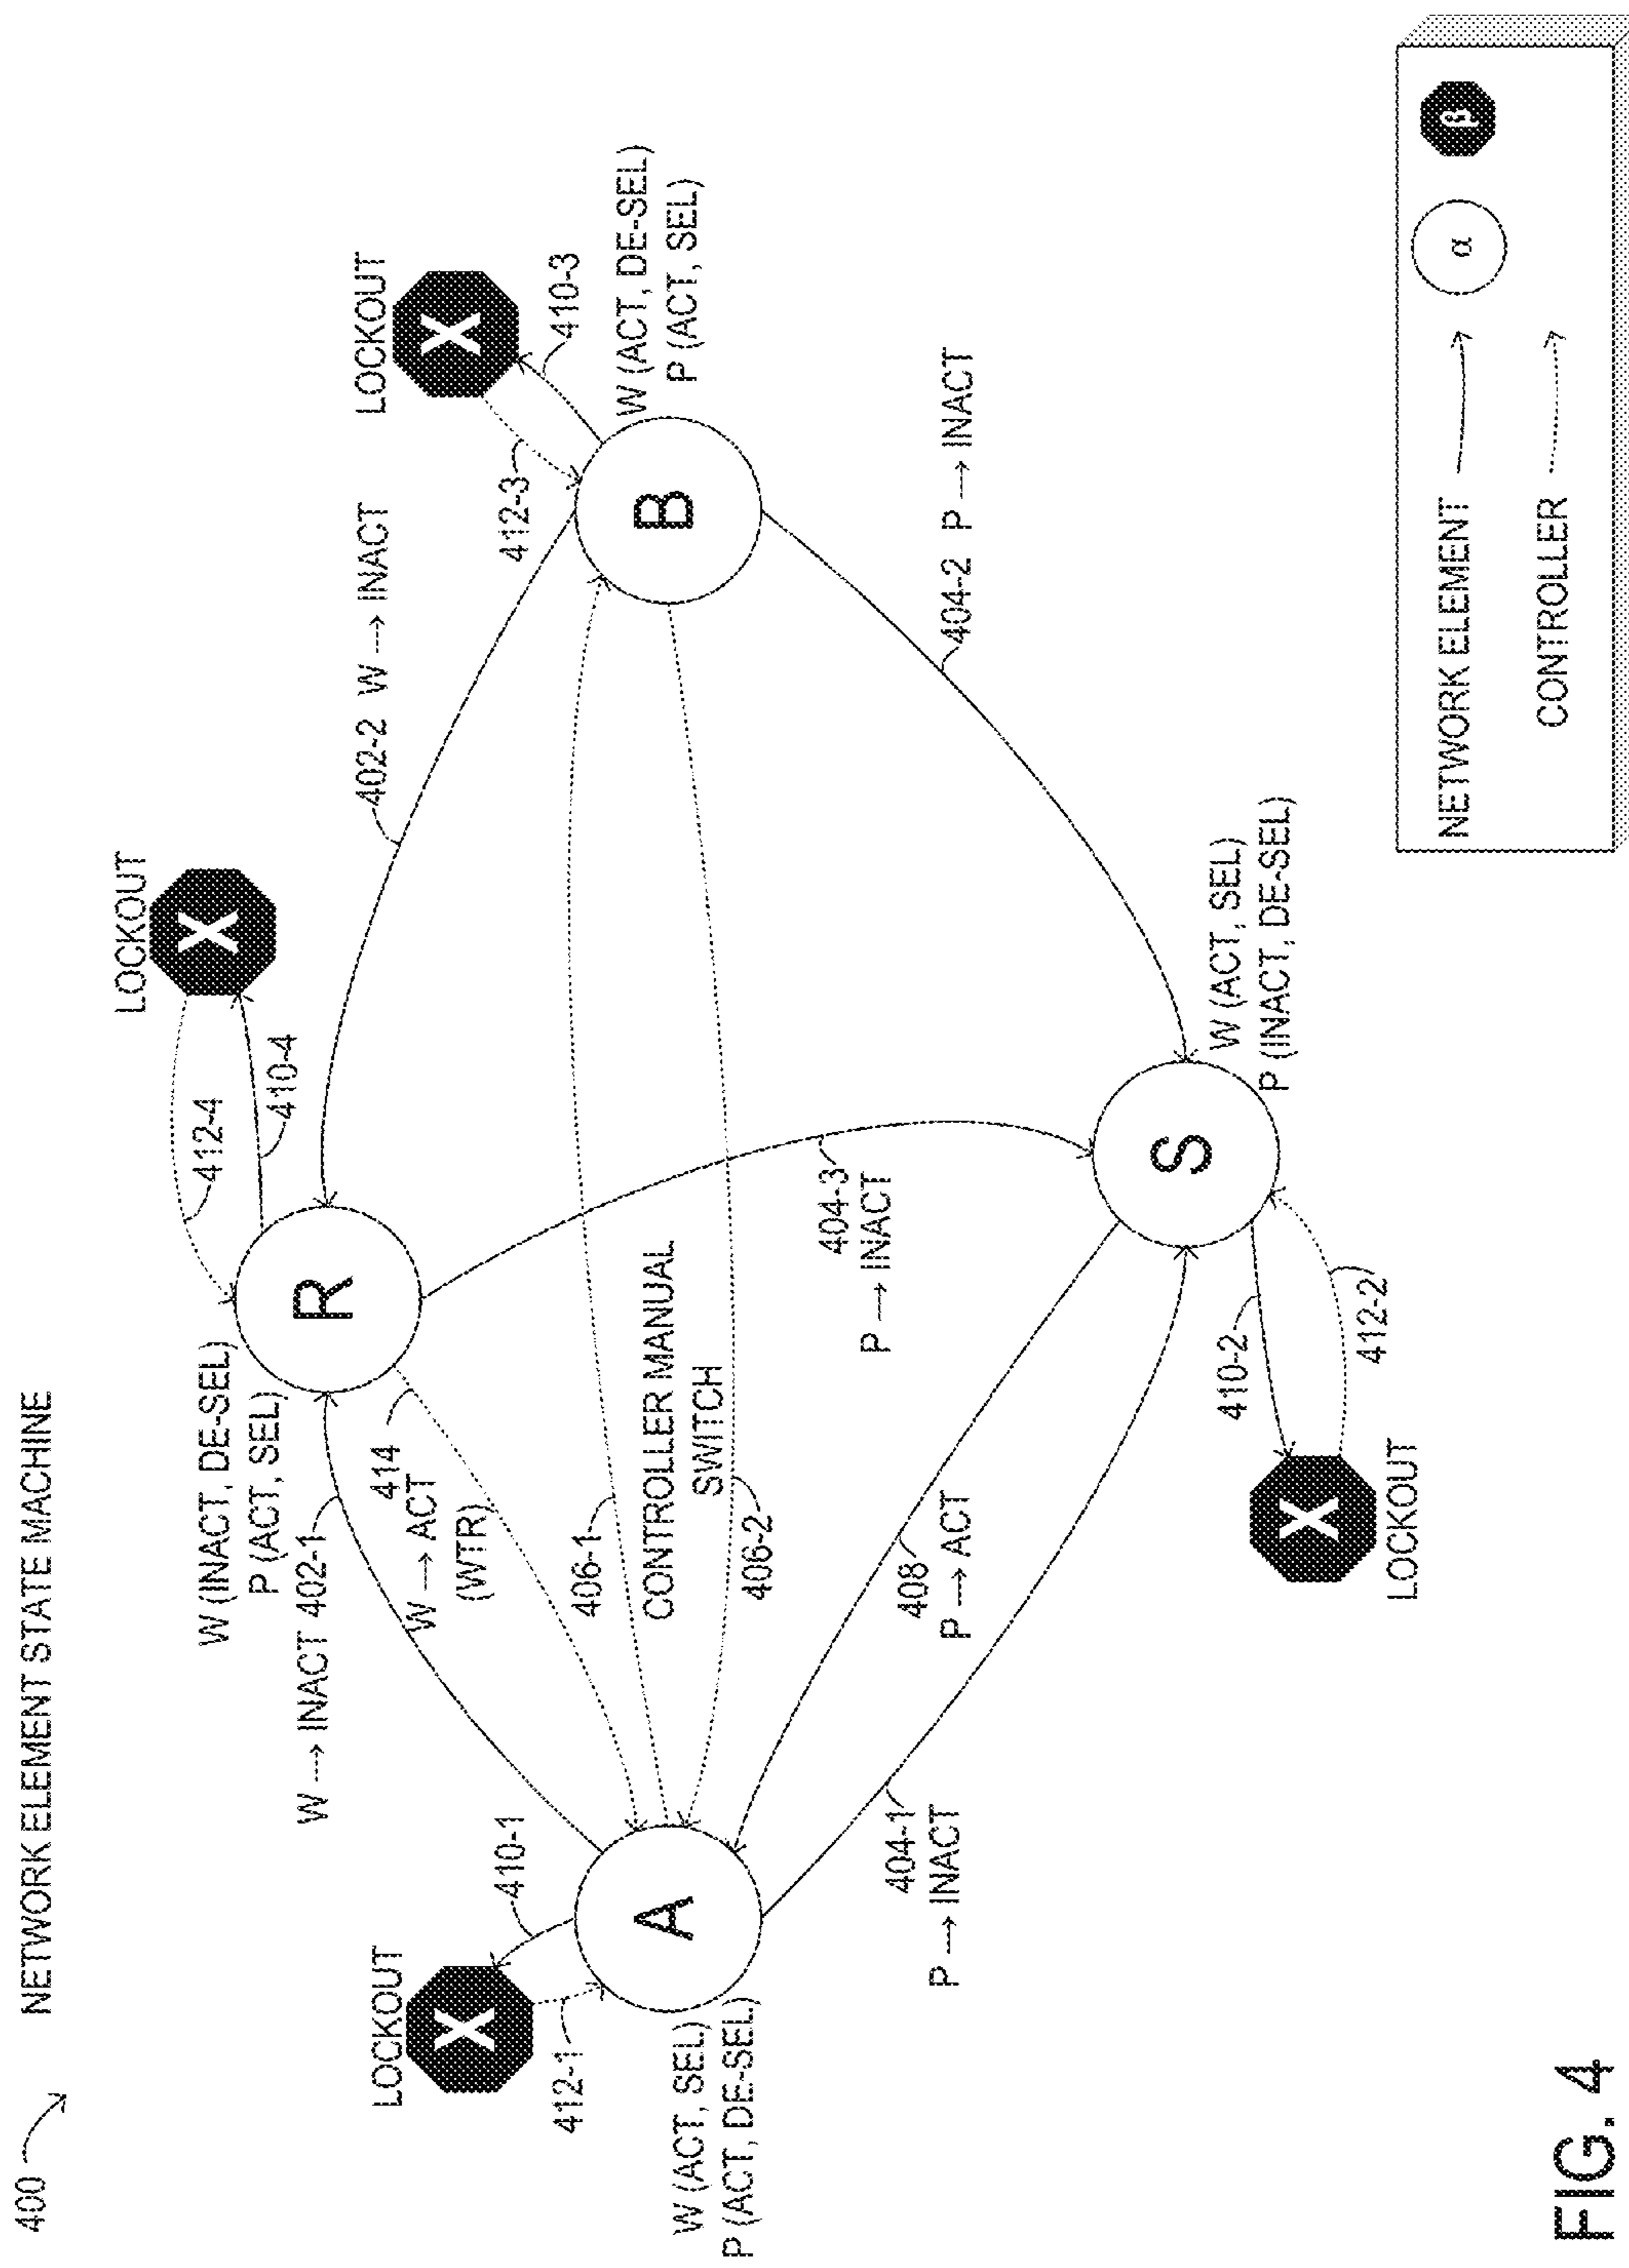 400 NETWORK ELEMENT STATE MACHINE
LOCKOUT
X
412-4
410-4
W (INACT, DE-SEL)
P (ACT, SEL)
R
W ---> INACT 402-1
402-2 W ---> INACT
LOCKOUT
X
410-3
412-3
W (ACT, DE-SEL)
P (ACT, SEL)
B
LOCKOUT
X
410-1
412-1
A
W (ACT, SEL)
P (ACT, DE-SEL)
414
W ---> ACT
(WTR)
406-1
CONTROLLER MANUAL
SWITCH
406-2
404-3
P ---> INACT
404-2 P ---> INACT
408
P ---> ACT
404-1
P ---> INACT
S
W (ACT, SEL)
P (INACT, DE-SEL)
410-2
412-2
X
LOCKOUT
NETWORK ELEMENT
α
β
CONTROLLER
FIG. 4